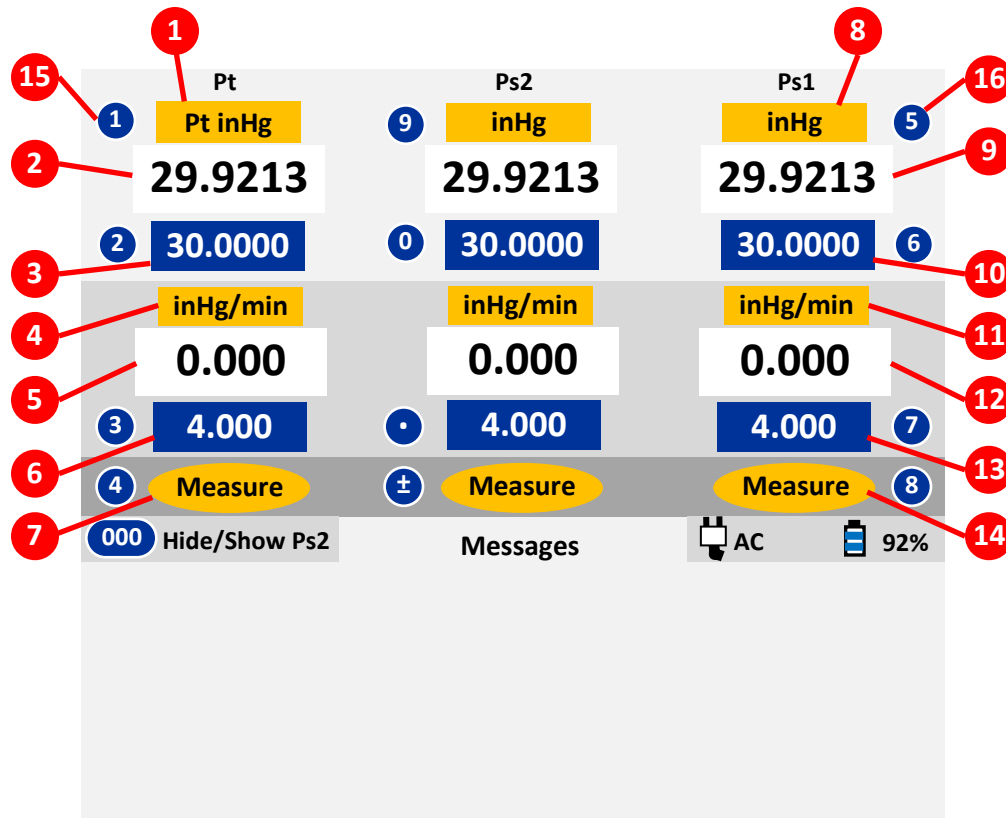 1 8
15 Pt Ps2 Ps1 16
1 Pt inHg 9 inHg inHg 5
2 29.9213 29.9213 29.9213 9
2 30.0000 0 30.0000 30.0000 6
3 10
4 inHg/min inHg/min inHg/min 11
5 0.000 0.000 0.000 12
3 4.000 • 4.000 4.000 7
6 13
4 Measure ± Measure Measure 8
7 14
000 Hide/Show Ps2 Messages AC 92%